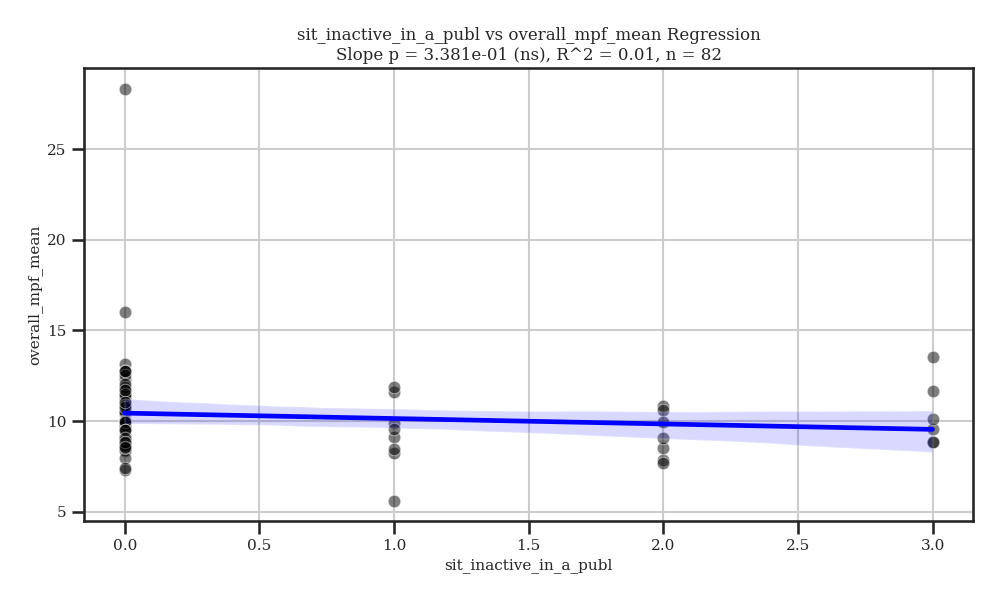 sit_inactive_in_a_publ vs overall_mpf_mean Regression
Slope p = 3.381e-01 (ns), R^2 = 0.01, n = 82
overall_mpf_mean
25
20
15
10
5
0.0 0.5 1.0 1.5 2.0 2.5 3.0
sit_inactive_in_a_publ